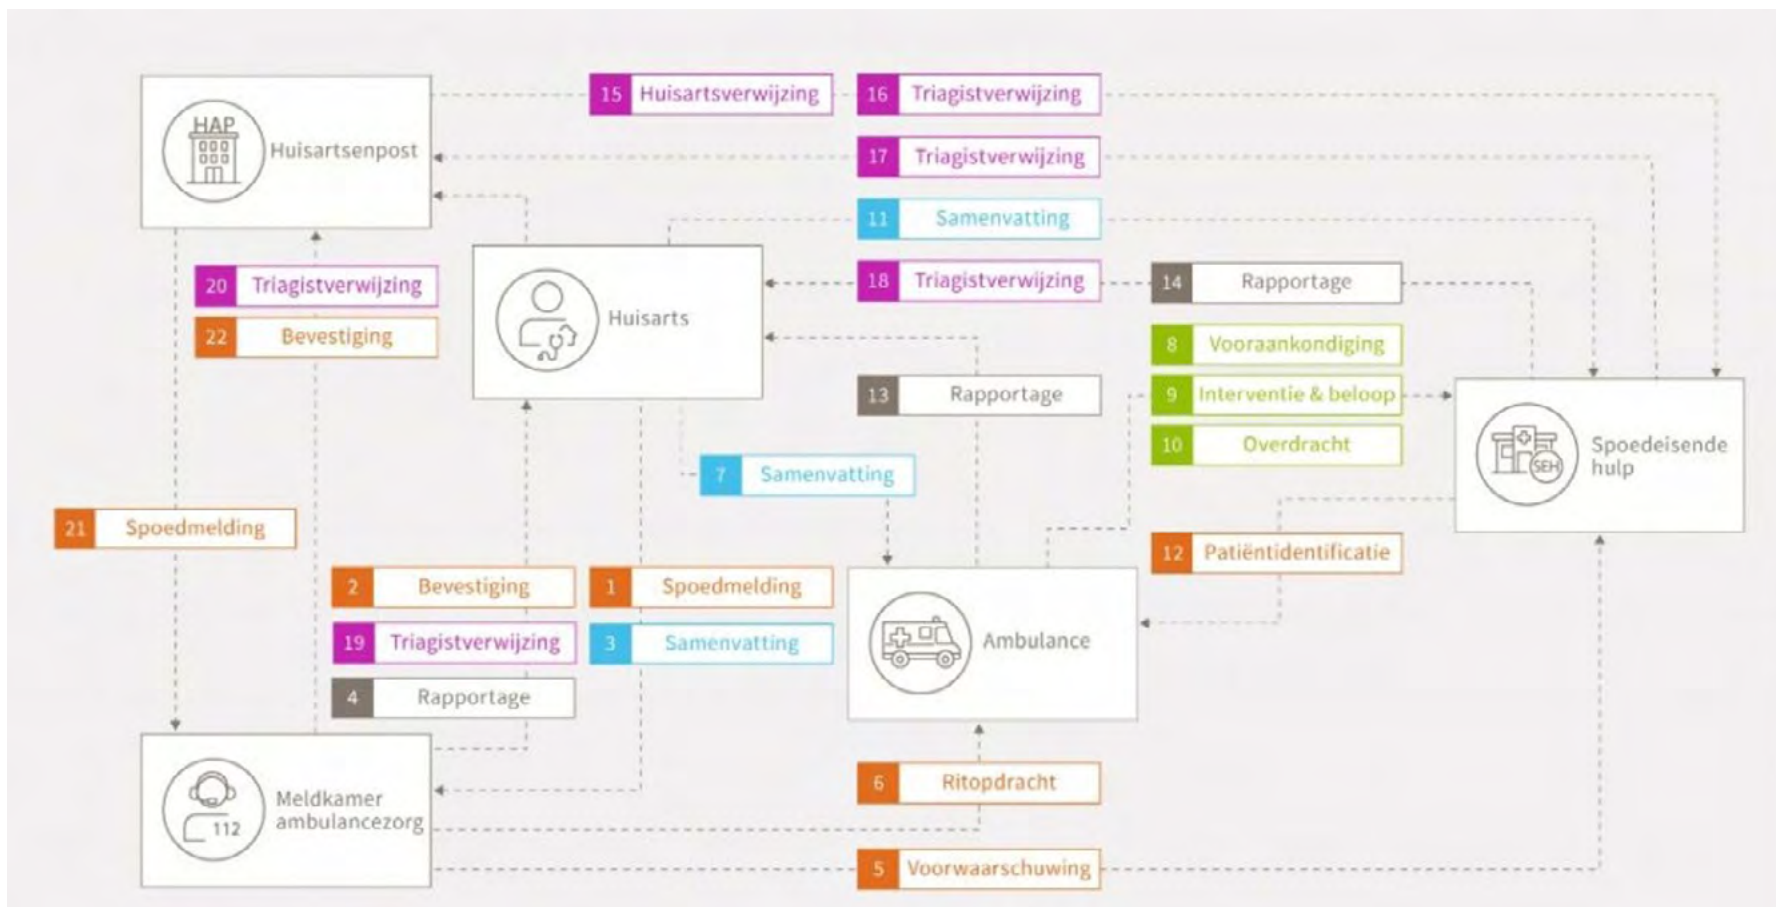 15 Huisartsverwijzing
16 Triagistverwijzing
HAP
Huisartsenpost
17 Triagistverwijzing
11 Samenvatting
20 Triagistverwijzing
18 Triagistverwijzing
14 Rapportage
22 Bevestiging
Huisarts
8 Vooraankondiging
13 Rapportage
9 Interventie & beloop
10 Overdracht
Spoedeisende
hulp
SEH
7 Samenvatting
21 Spoedmelding
12 Patiëntidentificatie
2 Bevestiging
1 Spoedmelding
19 Triagistverwijzing
3 Samenvatting
Ambulance
4 Rapportage
6 Ritopdracht
Meldkamer
ambulancezorg
112
5 Voorwaarschuwing